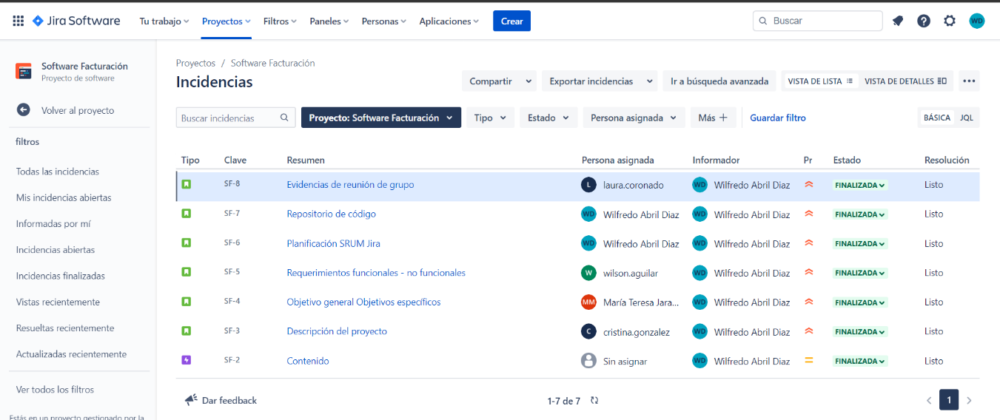 Jira Software Tu trabajo Proyectos Filtros Paneles Personas Aplicaciones Crear Buscar WD
Software Facturación
Proyecto de software
Volver al proyecto
filtros
Todas las incidencias
Mis incidencias abiertas
Informadas por mí
Incidencias abiertas
Incidencias finalizadas
Vistas recientemente
Resueltas recientemente
Actualizadas recientemente
Ver todos los filtros
Estás en un proyecto gestionado por la
Proyectos / Software Facturación
Incidencias
Compartir Exportar incidencias Ir a búsqueda avanzada VISTA DE LISTA VISTA DE DETALLES
Buscar incidencias Proyecto: Software Facturación Tipo Estado Persona asignada Más + Guardar filtro BÁSICA JQL
Tipo Clave Resumen Persona asignada Informador Pr Estado Resolución
SF-8 Evidencias de reunión de grupo L laura.coronado WD Wilfredo Abril Diaz FINALIZADA Listo
SF-7 Repositorio de código WD Wilfredo Abril Diaz WD Wilfredo Abril Diaz FINALIZADA Listo
SF-6 Planificación SRUM Jira WD Wilfredo Abril Diaz WD Wilfredo Abril Diaz FINALIZADA Listo
SF-5 Requerimientos funcionales - no funcionales W wilson.aguilar WD Wilfredo Abril Diaz FINALIZADA Listo
SF-4 Objetivo general Objetivos específicos MM María Teresa Jara... WD Wilfredo Abril Diaz FINALIZADA Listo
SF-3 Descripción del proyecto C cristina.gonzalez WD Wilfredo Abril Diaz FINALIZADA Listo
SF-2 Contenido Sin asignar WD Wilfredo Abril Diaz FINALIZADA Listo
Dar feedback 1-7 de 7 1